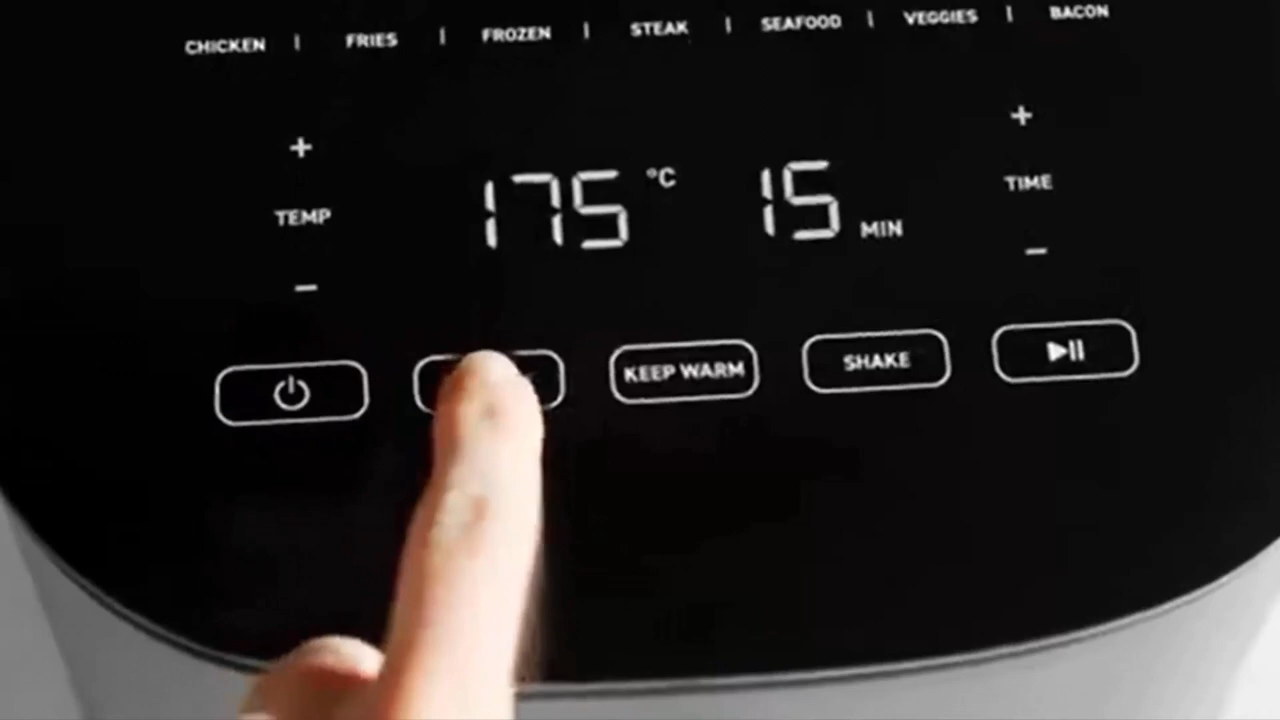 CHICKEN | FRIES | FROZEN | STEAK | SEAFOOD | VEGGIES | BACON
+ +
TEMP 175 °C 15 MIN TIME
- -
KEEP WARM SHAKE